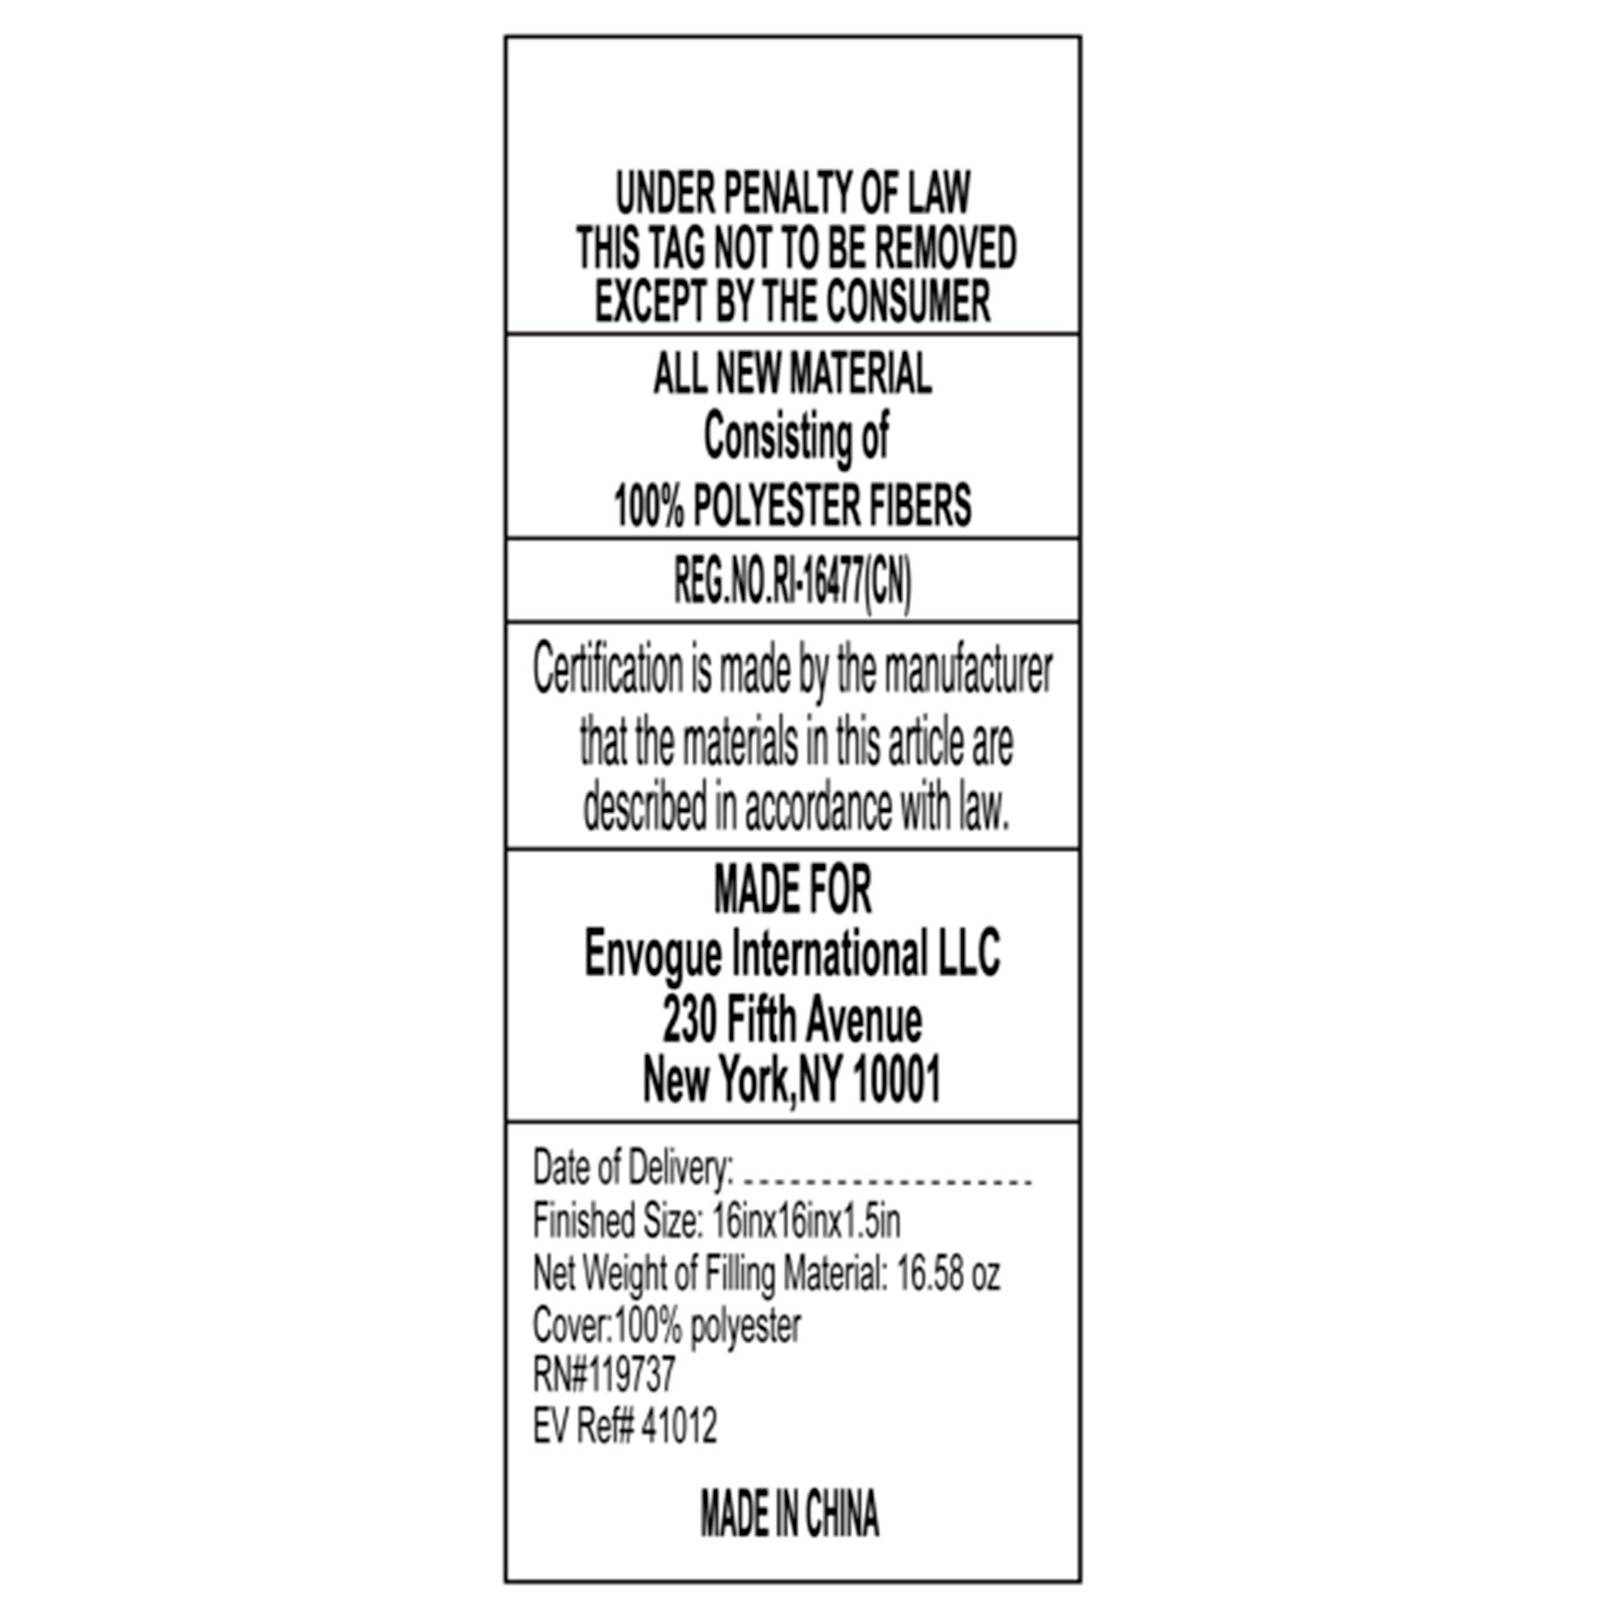 UNDER PENALTY OF LAW
THIS TAG NOT TO BE REMOVED
EXCEPT BY THE CONSUMER
ALL NEW MATERIAL
Consisting of
100% POLYESTER FIBERS
REG.NO.RI-16477(CN)
Certification is made by the manufacturer
that the materials in this article are
described in accordance with law.
MADE FOR
Envogue International LLC
230 Fifth Avenue
New York,NY 10001
Date of Delivery: -------------------
Finished Size: 16inx16inx1.5in
Net Weight of Filling Material: 16.58 oz
Cover:100% polyester
RN#119737
EV Ref# 41012
MADE IN CHINA